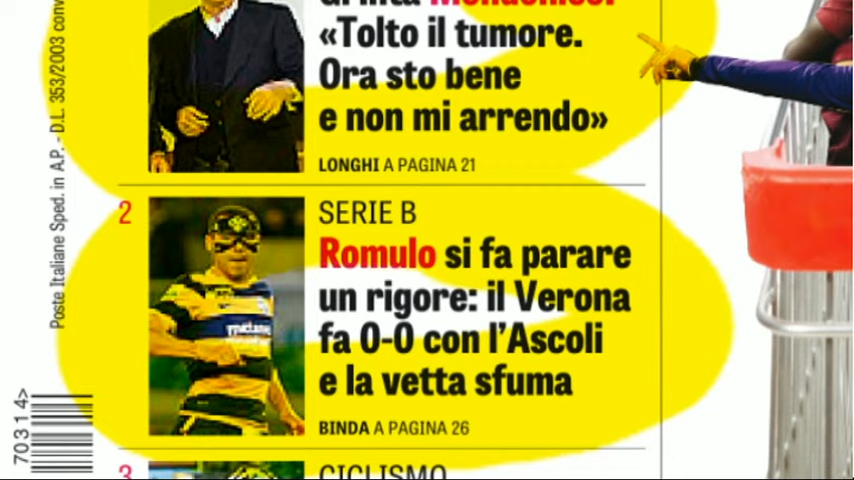 «Tolto il tumore.
Ora sto bene
e non mi arrendo»
LONGHI A PAGINA 21
2
SERIE B
Romulo si fa parare
un rigore: il Verona
fa 0-0 con l'Ascoli
e la vetta sfuma
BINDA A PAGINA 26
3
CICLISMO
Poste Italiane Sped. in A.P. - D.L. 353/2003 conv
70314>